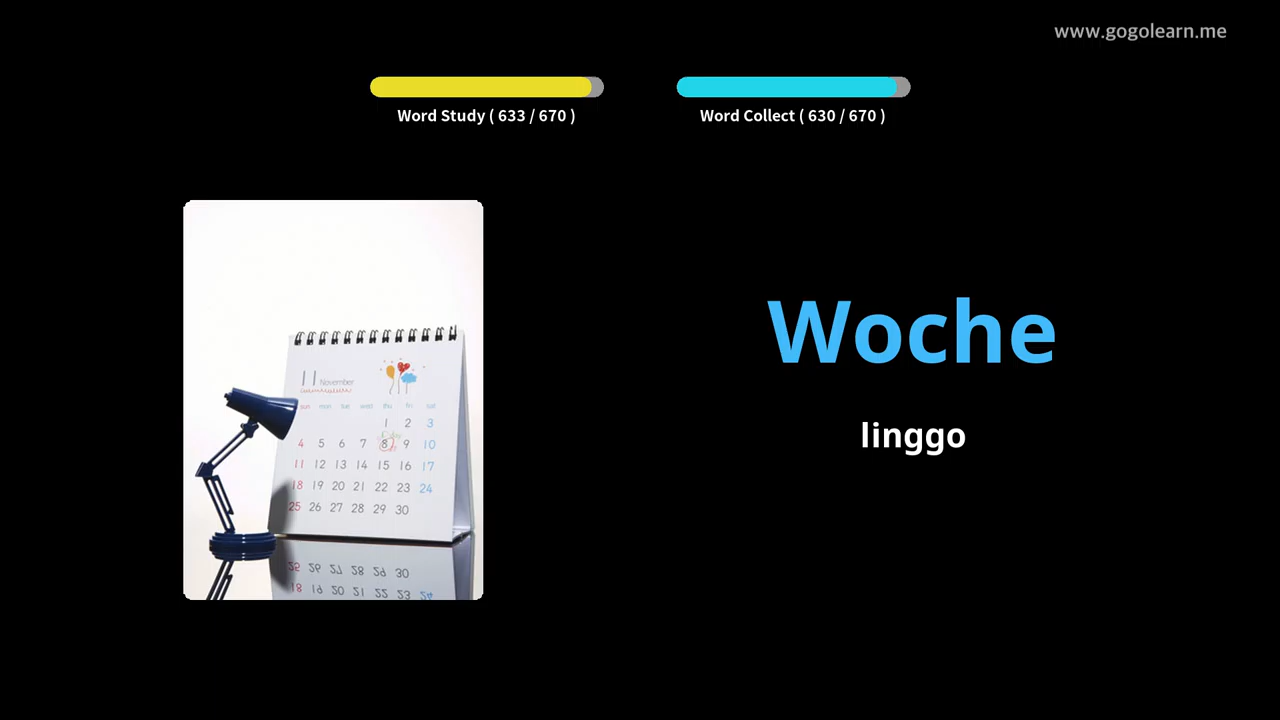 www.gogolearn.me
Word Study ( 633 / 670 )
Word Collect ( 630 / 670 )
Woche
linggo
11 November
sun mon tue wed thu fri sat
1 2 3
4 5 6 7 8 9 10
11 12 13 14 15 16 17
18 19 20 21 22 23 24
25 26 27 28 29 30